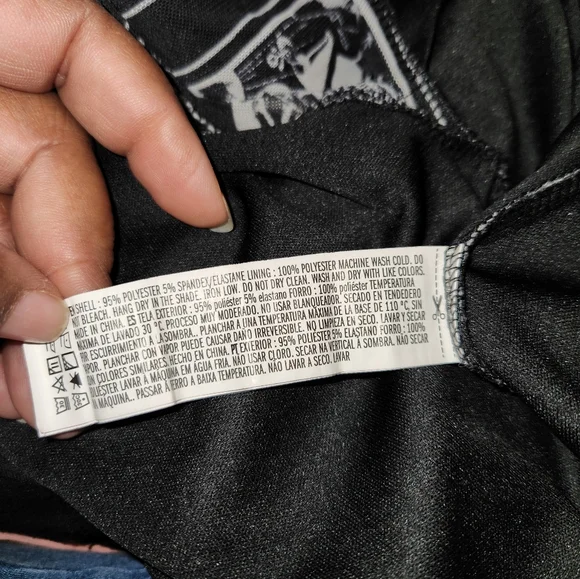 EN SHELL : 95% POLYESTER 5% SPANDEX/ELASTANE LINING : 100% POLYESTER MACHINE WASH COLD. DO
NOT BLEACH. HANG DRY IN THE SHADE. IRON LOW. DO NOT DRY CLEAN. WASH AND DRY WITH LIKE COLORS.
MADE IN CHINA. ES TELA EXTERIOR : 95% poliéster 5% elastano FORRO : 100% poliéster TEMPERATURA
MÁXIMA DE LAVADO 30 °C PROCESO MUY MODERADO. NO USAR BLANQUEADOR. SECADO EN TENDEDERO
POR ESCURRIMIENTO A LA SOMBRA. PLANCHAR A UNA TEMPERATURA MÁXIMA DE LA BASE DE 110 °C, SIN
VAPOR. PLANCHAR CON VAPOR PUEDE CAUSAR DAÑO IRREVERSIBLE. NO LIMPIEZA EN SECO. LAVAR Y SECAR
CON COLORES SIMILARES HECHO EN CHINA. PT EXTERIOR : 95% POLIÉSTER 5% ELASTANO FORRO : 100%
POLIÉSTER LAVAR A MÁQUINA EM ÁGUA FRIA, NÃO USAR CLORO. SECAR NA VERTICAL À SOMBRA. NÃO SECAR
A MÁQUINA... PASSAR A FERRO A BAIXA TEMPERATURA. NÃO LAVAR A SECO. LAVAR